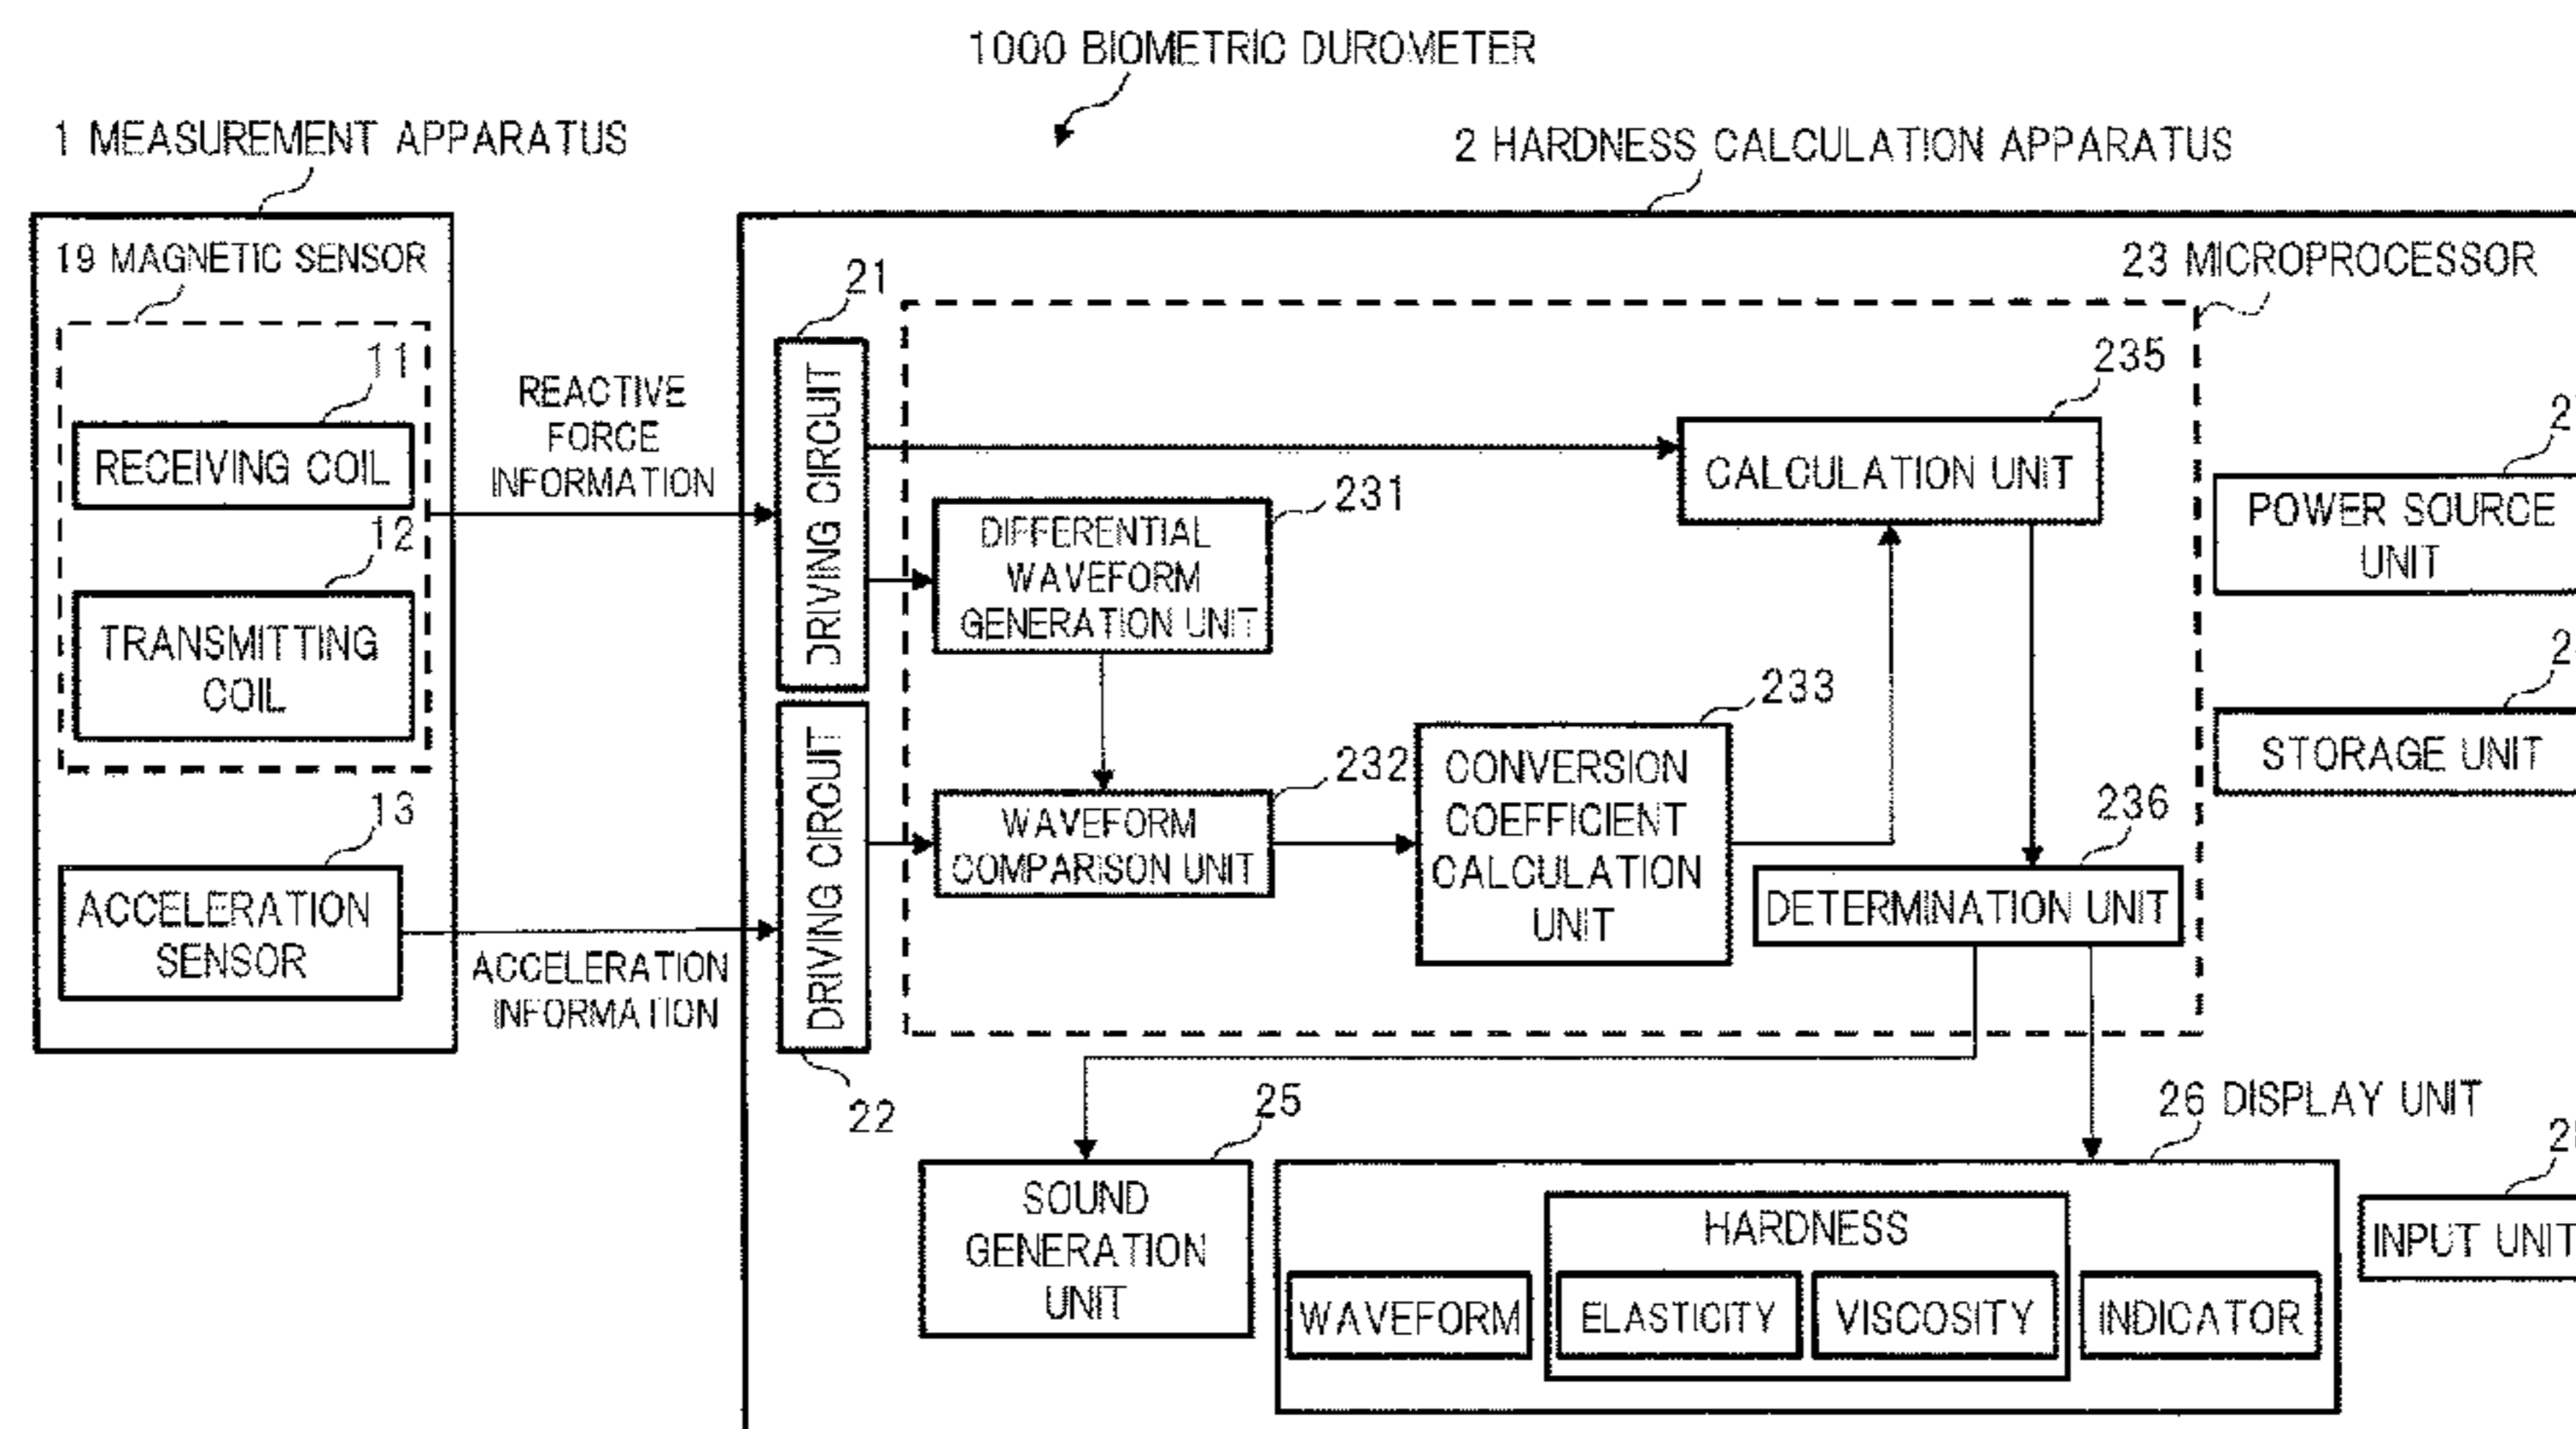 1000 BIOMETRIC DUROMETER
1 MEASUREMENT APPARATUS
2 HARDNESS CALCULATION APPARATUS
19 MAGNETIC SENSOR
11
RECEIVING COIL
12
TRANSMITTING
COIL
13
ACCELERATION
SENSOR
REACTIVE
FORCE
INFORMATION
ACCELERATION
INFORMATION
21
DRIVING CIRCUIT
DRIVING CIRCUIT
22
23 MICROPROCESSOR
235
CALCULATION UNIT
231
DIFFERENTIAL
WAVEFORM
GENERATION UNIT
232
WAVEFORM
COMPARISON UNIT
233
CONVERSION
COEFFICIENT
CALCULATION
UNIT
236
DETERMINATION UNIT
POWER SOURCE
UNIT
STORAGE UNIT
25
SOUND
GENERATION
UNIT
26 DISPLAY UNIT
HARDNESS
WAVEFORM
ELASTICITY
VISCOSITY
INDICATOR
INPUT UNIT